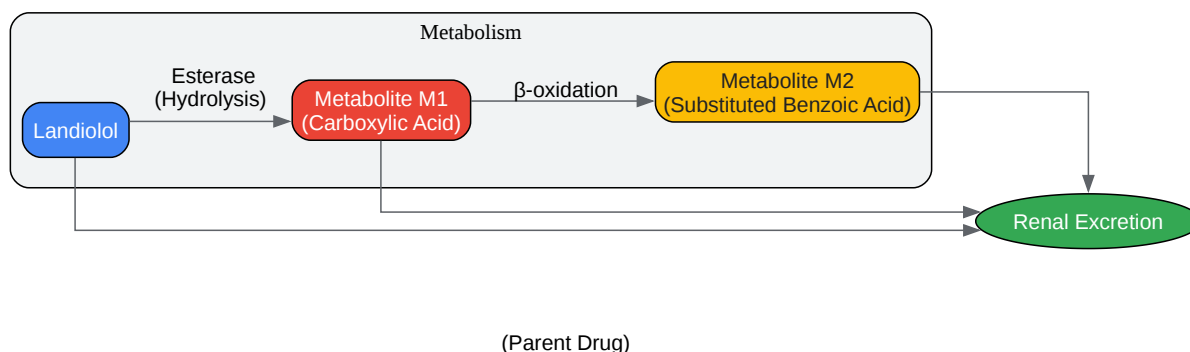 Metabolism
Esterase
(Hydrolysis)
Landiolol
Metabolite M1
(Carboxylic Acid)
β-oxidation
Metabolite M2
(Substituted Benzoic Acid)
Renal Excretion
(Parent Drug)